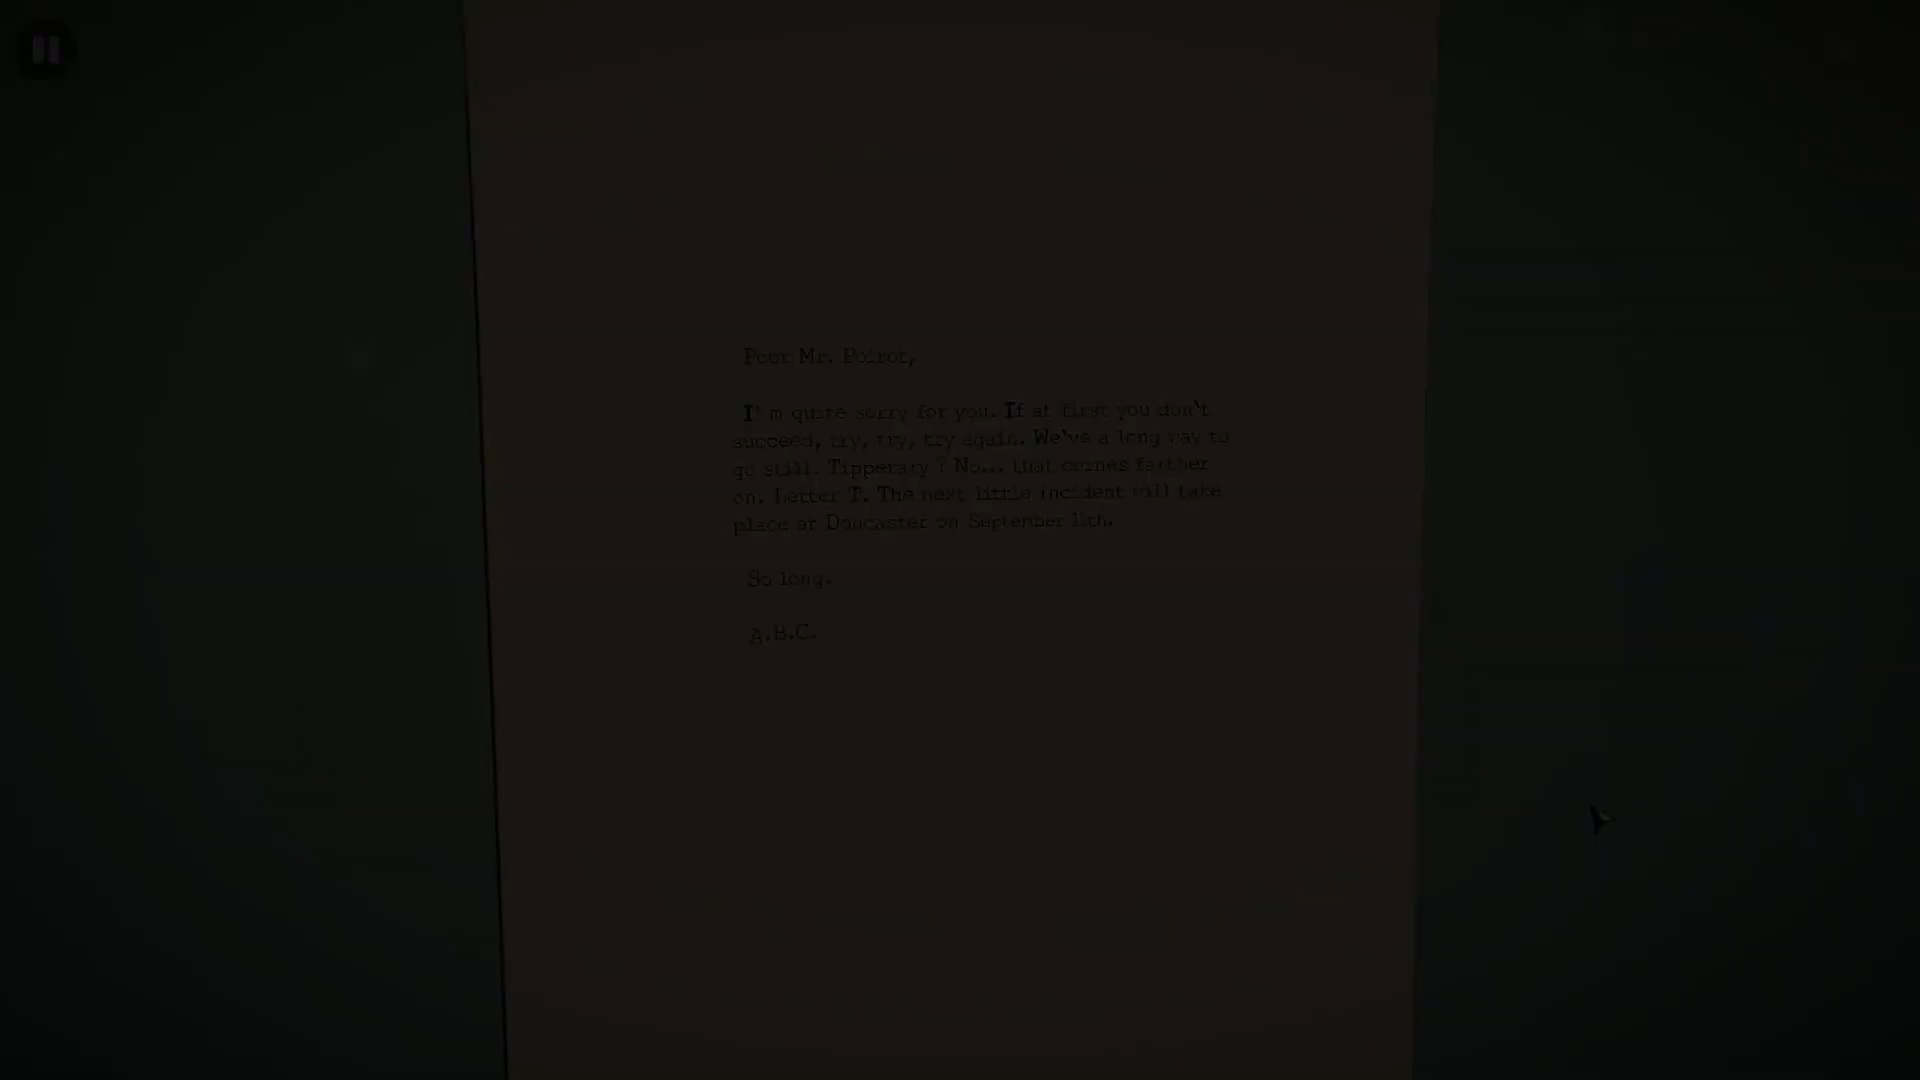 Poor Mr. Poirot,
I'm quite sorry for you. If at first you don't
succeed, try, try, try again. We've a long way to
go still. Tipperary ? No... that comes farther
on. Letter T. The next little incident will take
place at Doncaster on September 11th.
So long.
A.B.C.